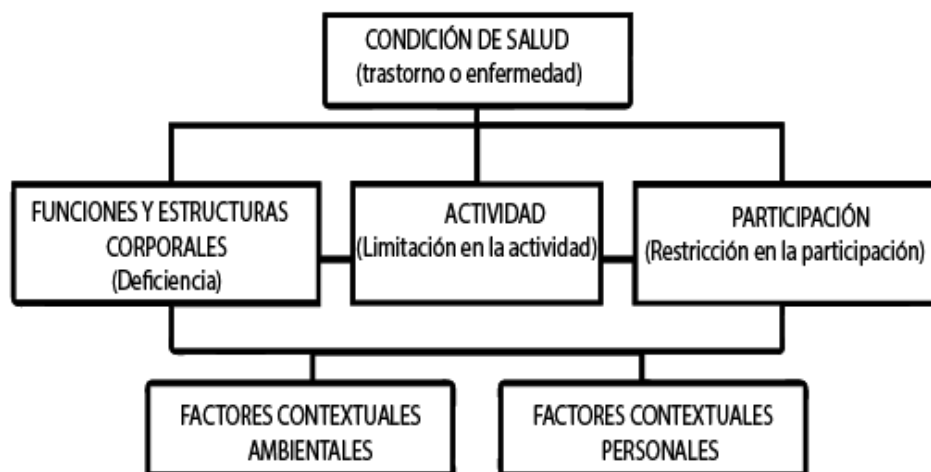 CONDICIÓN DE SALUD
(trastorno o enfermedad)
FUNCIONES Y ESTRUCTURAS
CORPORALES
(Deficiencia)
ACTIVIDAD
(Limitación en la actividad)
PARTICIPACIÓN
(Restricción en la participación)
FACTORES CONTEXTUALES
AMBIENTALES
FACTORES CONTEXTUALES
PERSONALES